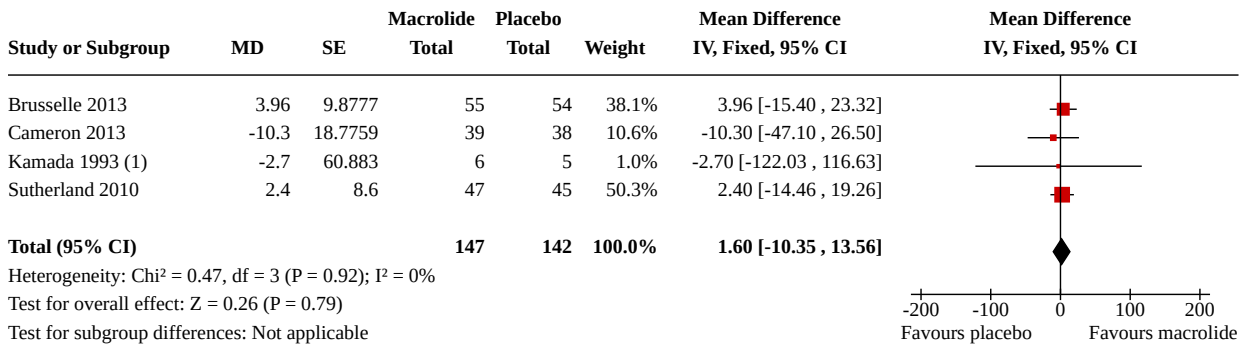 Macrolide Placebo Mean Difference Mean Difference
Study or Subgroup MD SE Total Total Weight IV, Fixed, 95% CI IV, Fixed, 95% CI
Brusselle 2013 3.96 9.8777 55 54 38.1% 3.96 [-15.40 , 23.32]
Cameron 2013 -10.3 18.7759 39 38 10.6% -10.30 [-47.10 , 26.50]
Kamada 1993 (1) -2.7 60.883 6 5 1.0% -2.70 [-122.03 , 116.63]
Sutherland 2010 2.4 8.6 47 45 50.3% 2.40 [-14.46 , 19.26]
Total (95% CI) 147 142 100.0% 1.60 [-10.35 , 13.56]
Heterogeneity: Chi² = 0.47, df = 3 (P = 0.92); I² = 0%
Test for overall effect: Z = 0.26 (P = 0.79)
-200 -100 0 100 200
Test for subgroup differences: Not applicable
Favours placebo Favours macrolide